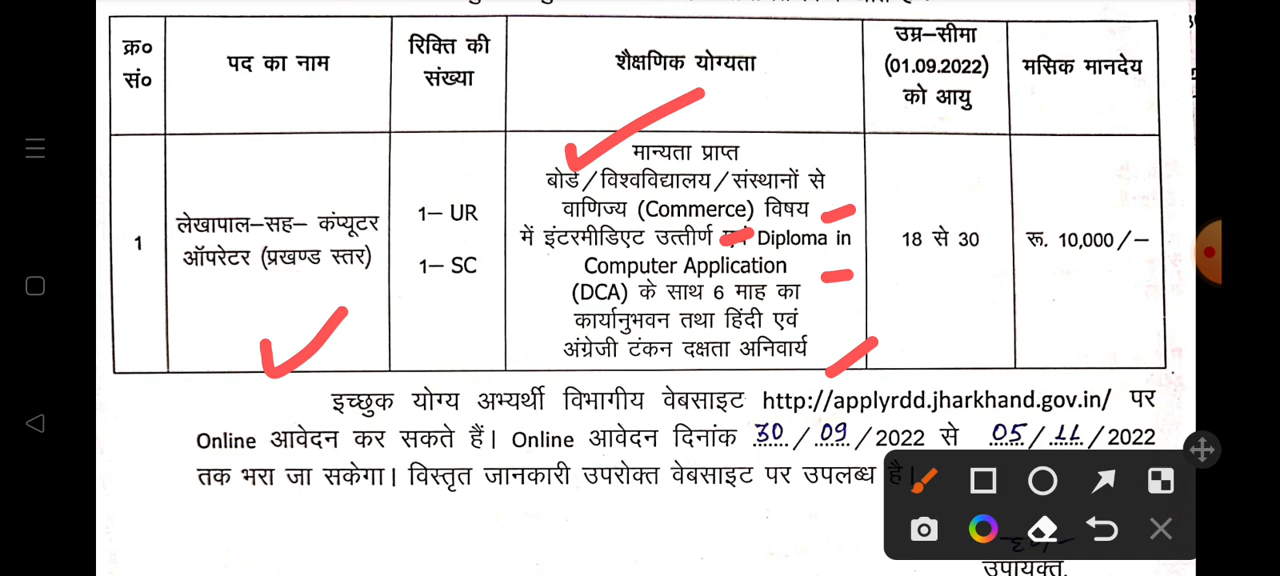 क्र० सं०
पद का नाम
रिक्ति की संख्या
शैक्षणिक योग्यता
उम्र–सीमा
(01.09.2022)
को आयु
मसिक मानदेय
1
लेखापाल–सह– कंप्यूटर
ऑपरेटर (प्रखण्ड स्तर)
1– UR
1– SC
मान्यता प्राप्त
बोर्ड/विश्वविद्यालय/संस्थानों से
वाणिज्य (Commerce) विषय
में इंटरमीडिएट उत्तीर्ण एवं Diploma in
Computer Application
(DCA) के साथ 6 माह का
कार्यानुभवन तथा हिंदी एवं
अंग्रेजी टंकन दक्षता अनिवार्य
18 से 30
रू. 10,000/–
इच्छुक योग्य अभ्यर्थी विभागीय वेबसाइट http://applyrdd.jharkhand.gov.in/ पर
Online आवेदन कर सकते हैं। Online आवेदन दिनांक 30/09/2022 से 05/11/2022
तक भरा जा सकेगा। विस्तृत जानकारी उपरोक्त वेबसाइट पर उपलब्ध है।
उपायुक्त,